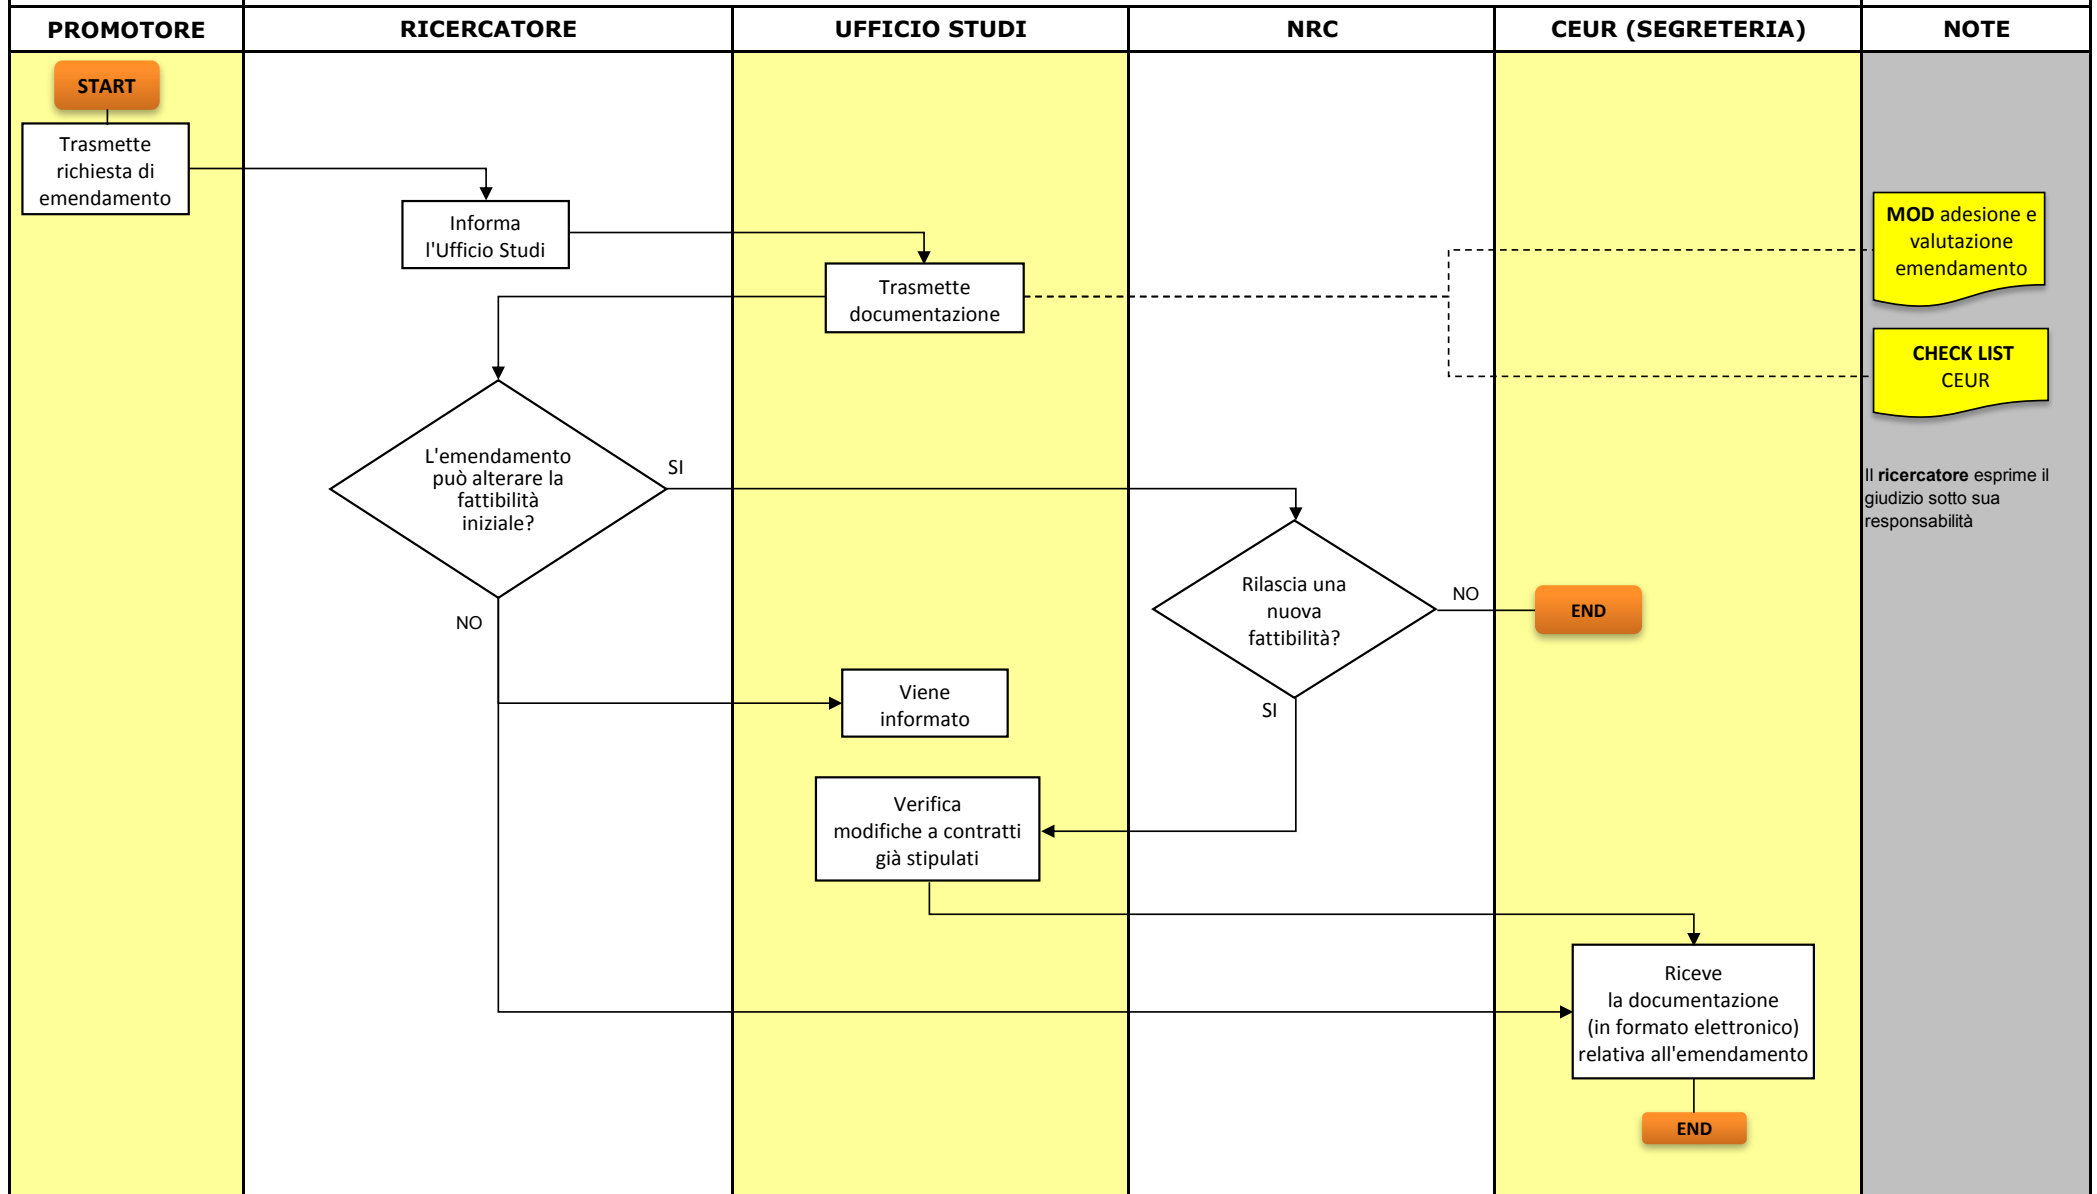 PROMOTORE
RICERCATORE
UFFICIO STUDI
NRC
CEUR (SEGRETERIA)
NOTE
START
Trasmette
richiesta di
emendamento
Informa
l'Ufficio Studi
Trasmette
documentazione
MOD adesione e
valutazione
emendamento
CHECK LIST
CEUR
L'emendamento
può alterare la
fattibilità
iniziale?
SI
NO
Il ricercatore esprime il
giudizio sotto sua
responsabilità
Rilascia una
nuova
fattibilità?
NO
END
SI
Viene
informato
Verifica
modifiche a contratti
già stipulati
Riceve
la documentazione
(in formato elettronico)
relativa all'emendamento
END